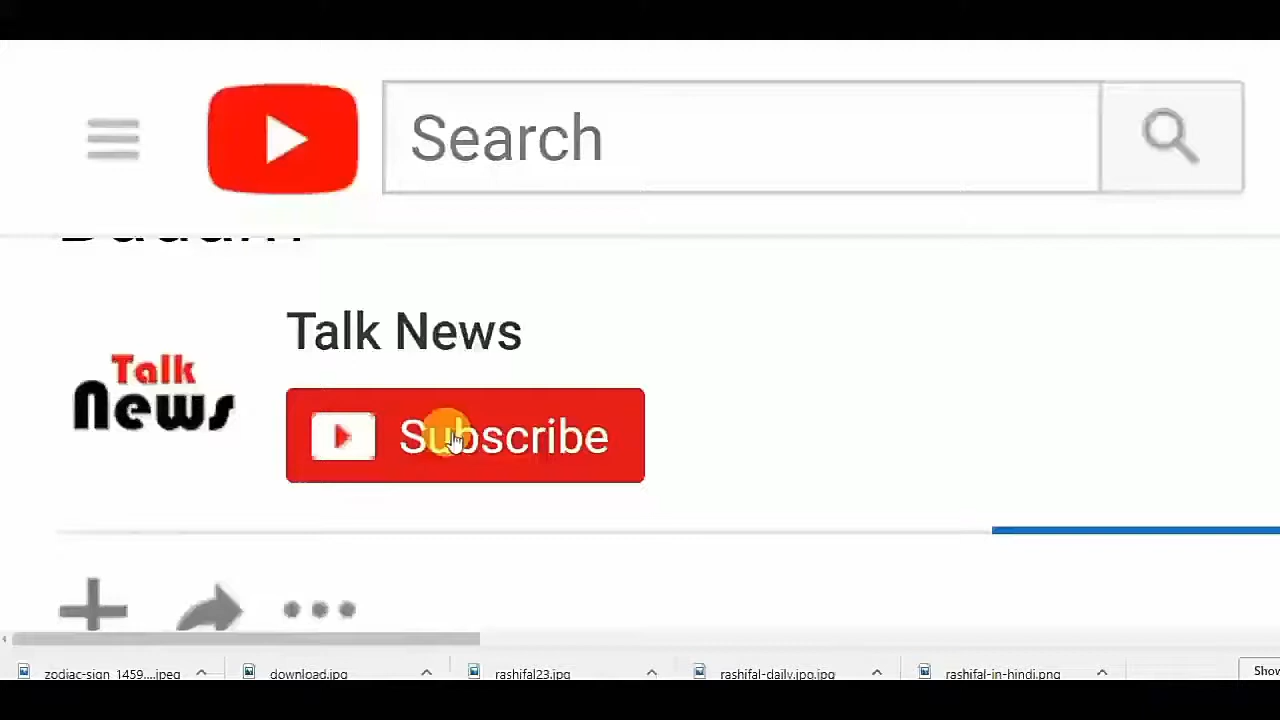 Search
Talk News
Talk
News
Subscribe
zodiac-sign_1459....jpeg
download.jpg
rashifal23.jpg
rashifal-daily.jpg.jpg
rashifal-in-hindi.png
Show